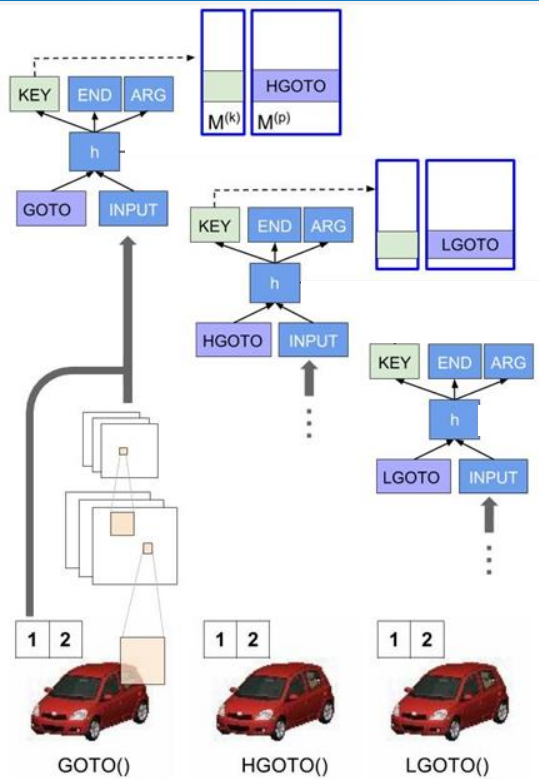 KEY END ARG
HGOTO
M(k) M(p)
h
GOTO INPUT
KEY END ARG
LGOTO
h
HGOTO INPUT
KEY END ARG
h
LGOTO INPUT
1 2
1 2
1 2
GOTO() HGOTO() LGOTO()